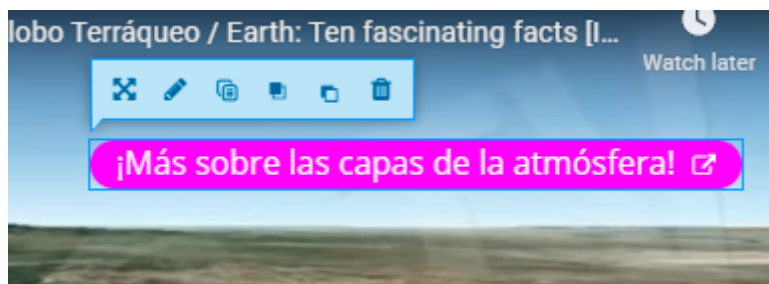 lobo Terráqueo / Earth: Ten fascinating facts [I...
Watch later
¡Más sobre las capas de la atmósfera!